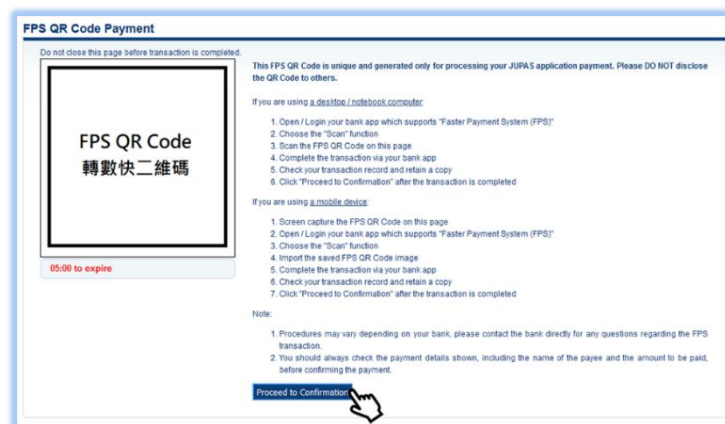 FPS QR Code Payment
Do not close this page before transaction is completed.
FPS QR Code
轉數快二維碼
05:00 to expire
This FPS QR Code is unique and generated only for processing your JUPAS application payment. Please DO NOT disclose
the QR Code to others.
If you are using a desktop / notebook computer:
1. Open / Login your bank app which supports "Faster Payment System (FPS)"
2. Choose the "Scan" function
3. Scan the FPS QR Code on this page
4. Complete the transaction via your bank app
5. Check your transaction record and retain a copy
6. Click "Proceed to Confirmation" after the transaction is completed
If you are using a mobile device:
1. Screen capture the FPS QR Code on this page
2. Open / Login your bank app which supports "Faster Payment System (FPS)"
3. Choose the "Scan" function
4. Import the saved FPS QR Code image
5. Complete the transaction via your bank app
6. Check your transaction record and retain a copy
7. Click "Proceed to Confirmation" after the transaction is completed
Note:
1. Procedures may vary depending on your bank, please contact the bank directly for any questions regarding the FPS
transaction.
2. You should always check the payment details shown, including the name of the payee and the amount to be paid,
before confirming the payment.
Proceed to Confirmation